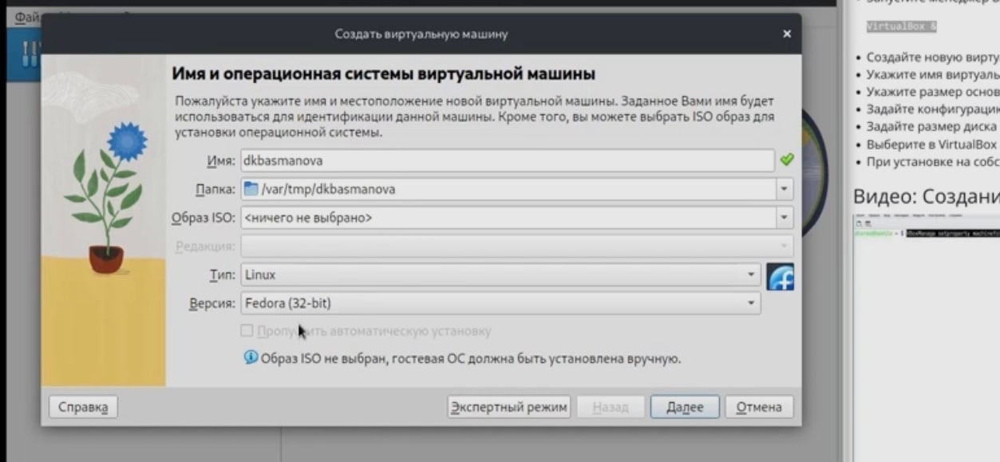 Фай
Создать виртуальную машину
Имя и операционная системы виртуальной машины
Пожалуйста укажите имя и местоположение новой виртуальной машины. Заданное Вами имя будет
использоваться для идентификации данной машины. Кроме того, вы можете выбрать ISO образ для
установки операционной системы.
Имя: dkbasmanova
Папка: /var/tmp/dkbasmanova
Образ ISO: <ничего не выбрано>
Редакция:
Тип: Linux
Версия: Fedora (32-bit)
Пропустить автоматическую установку
Образ ISO не выбран, гостевая ОС должна быть установлена вручную.
Справка
Экспертный режим
Назад
Далее
Отмена
VirtualBox &
• Создайте новую вирту
• Укажите имя виртуаль
• Укажите размер основ
• Задайте конфигурацию
• Задайте размер диска
• Выберите в VirtualBox
• При установке на собс
Видео: Создани